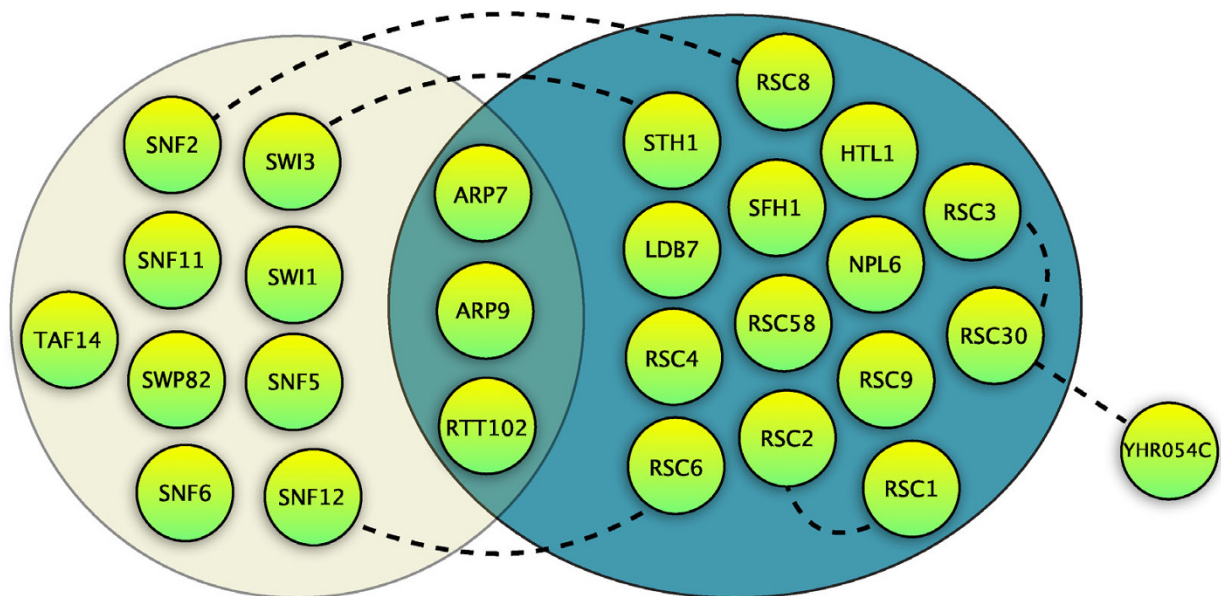 RSC8
SNF2
SWI3
STH1
HTL1
ARP7
SFH1
RSC3
SNF11
SWI1
LDB7
NPL6
ARP9
TAF14
RSC58
RSC30
SWP82
SNF5
RSC4
RSC9
RTT102
RSC2
YHR054C
SNF6
SNF12
RSC6
RSC1